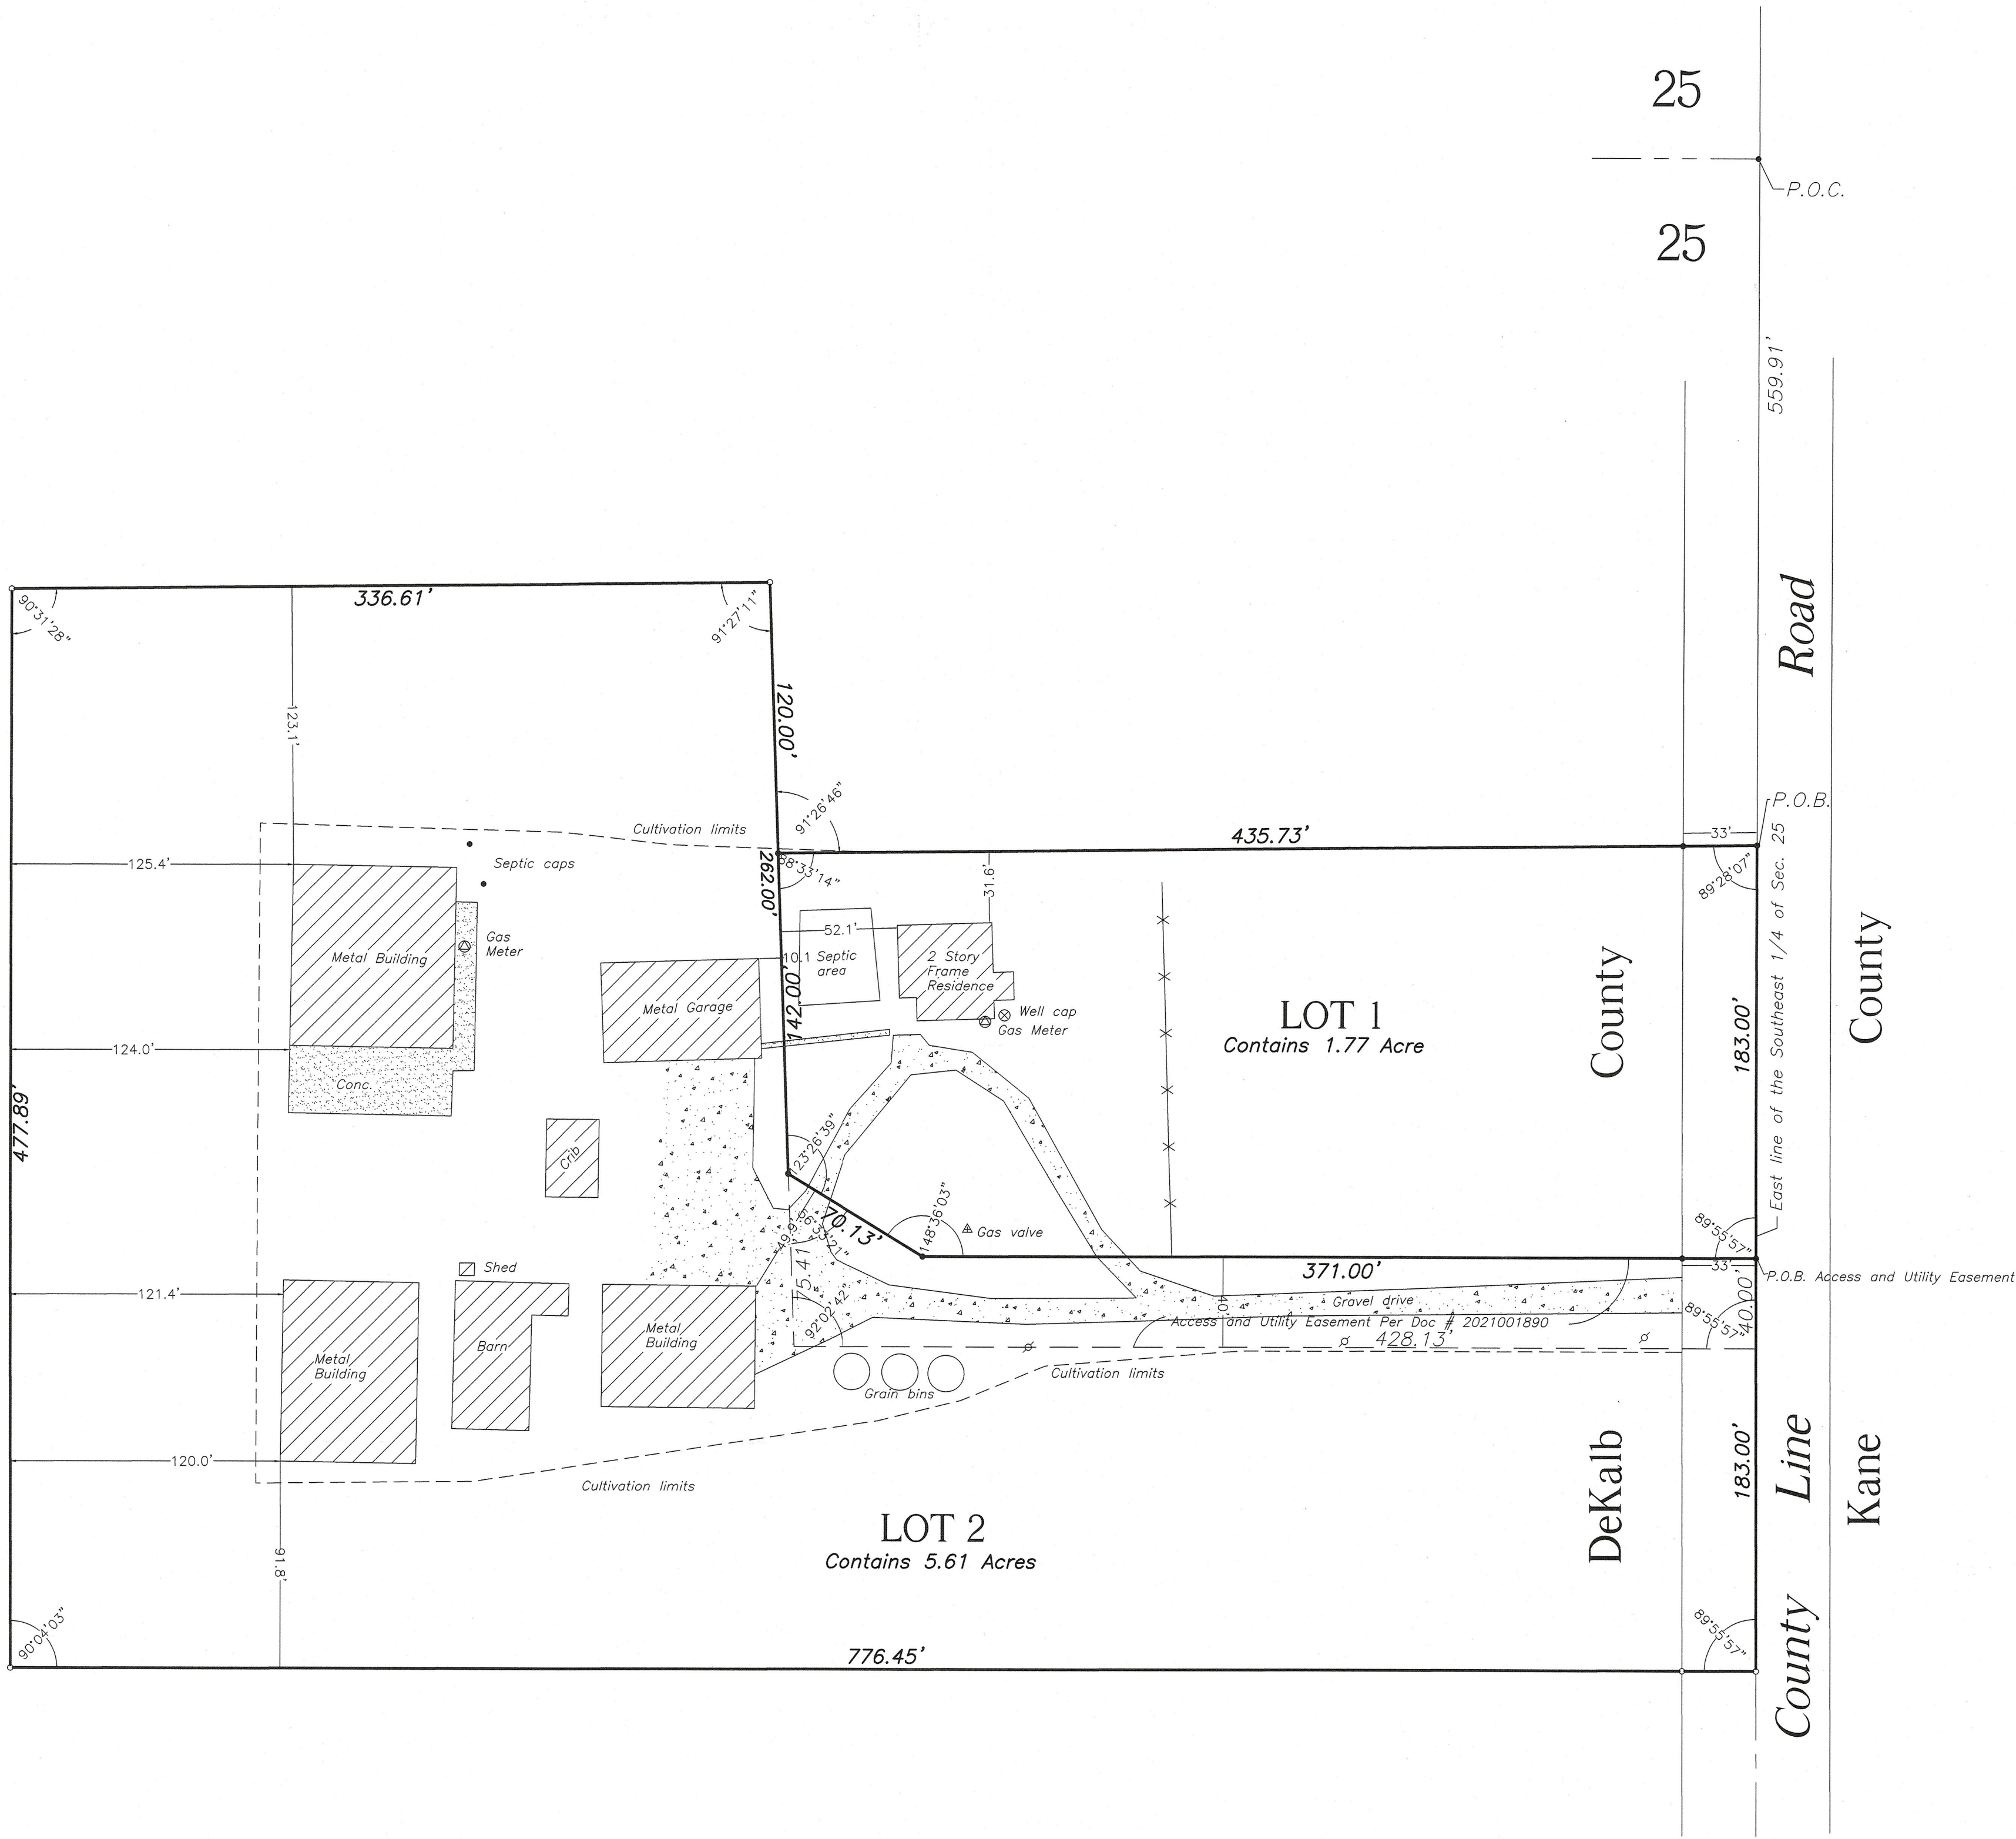 25
P.O.C.
25
559.91'
Road
336.61'
90°31'28"
91°27'11"
123.1'
120.00'
91°26'46"
P.O.B.
Cultivation limits
435.73'
33'
125.4'
Septic caps
262.00'
88°33'14"
31.6'
89°28'07"
East line of the Southeast 1/4 of Sec. 25
52.1'
Gas
Meter
Metal Building
10.1
Septic
area
2 Story
Frame
Residence
County
County
Metal Garage
142.00'
Well cap
Gas Meter
LOT 1
Contains 1.77 Acre
183.00'
124.0'
Conc.
477.89'
Crib
123°26'39"
148°36'03"
Gas valve
70.13'
56°33'21"
49.9'
75.41'
89°55'57"
371.00'
33'
P.O.B. Access and Utility Easement
Shed
121.4'
92°02'42"
40'
Gravel drive
Access and Utility Easement Per Doc # 2021001890
428.13'
89°55'57"
40.00'
Metal
Building
Barn
Metal
Building
Grain bins
Cultivation limits
120.0'
Cultivation limits
183.00'
DeKalb
Line
Kane
LOT 2
Contains 5.61 Acres
91.8'
90°04'03"
776.45'
89°55'57"
County